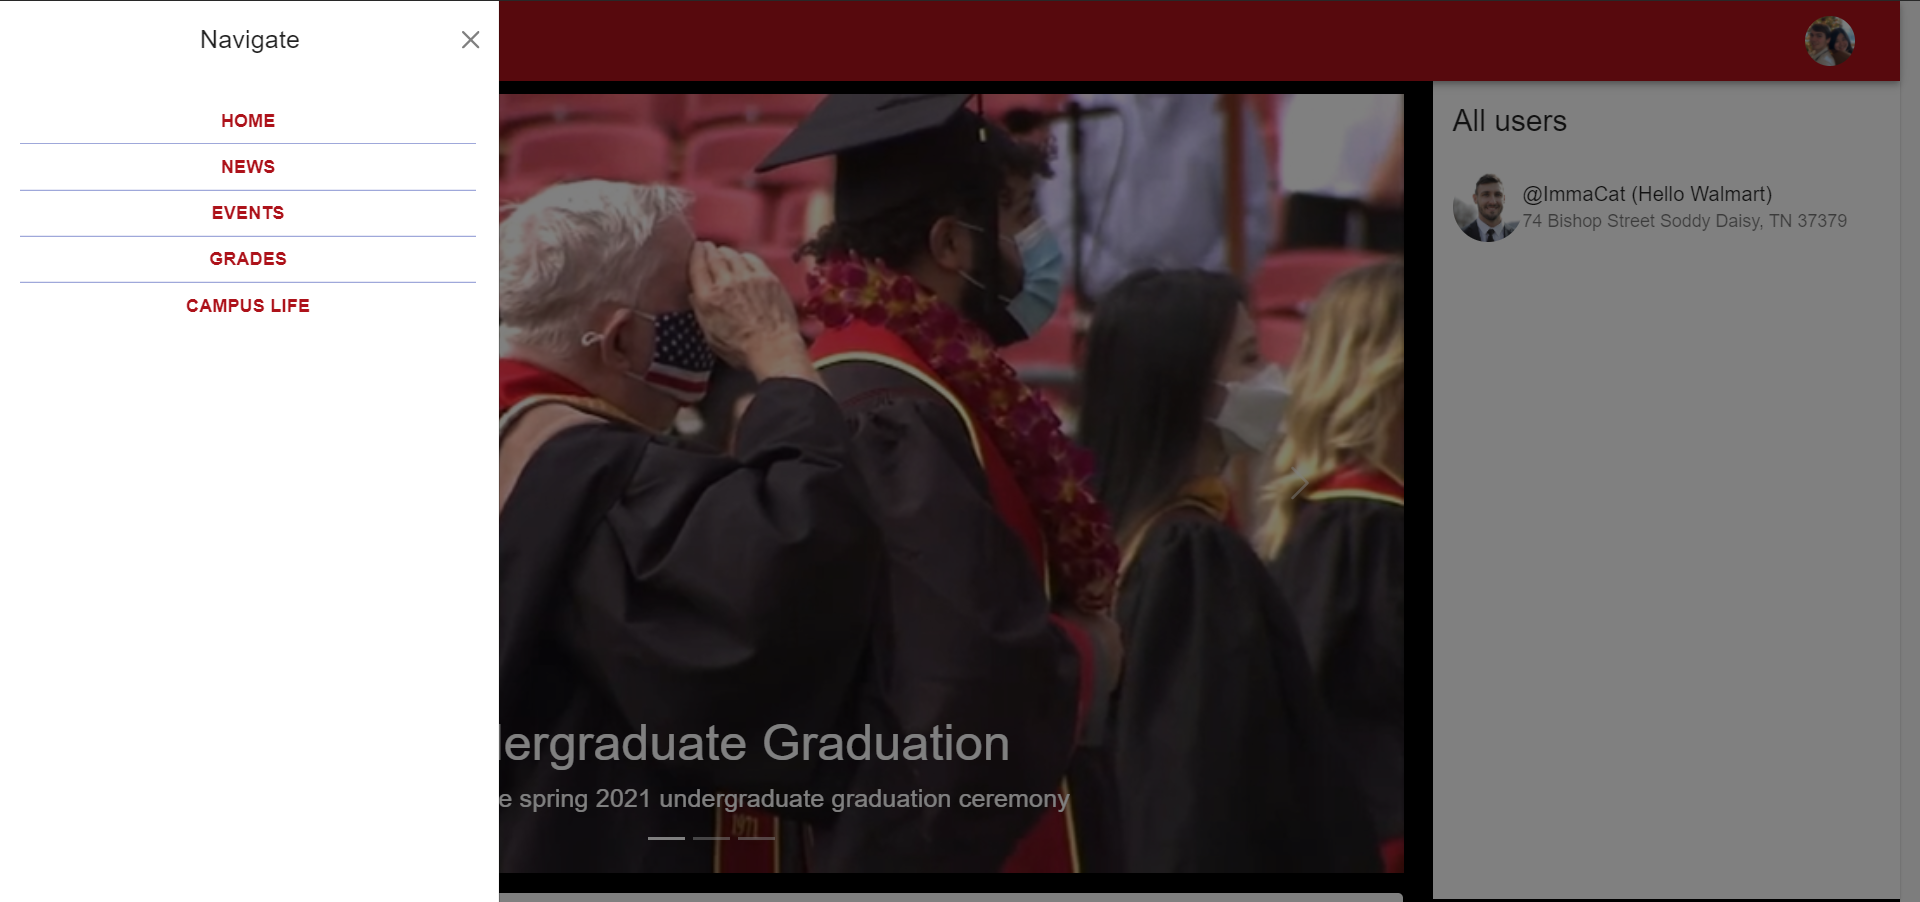 Navigate
HOME
NEWS
EVENTS
GRADES
CAMPUS LIFE
All users
@ImmaCat (Hello Walmart)
74 Bishop Street Soddy Daisy, TN 37379
ergraduate Graduation
e spring 2021 undergraduate graduation ceremony
1971